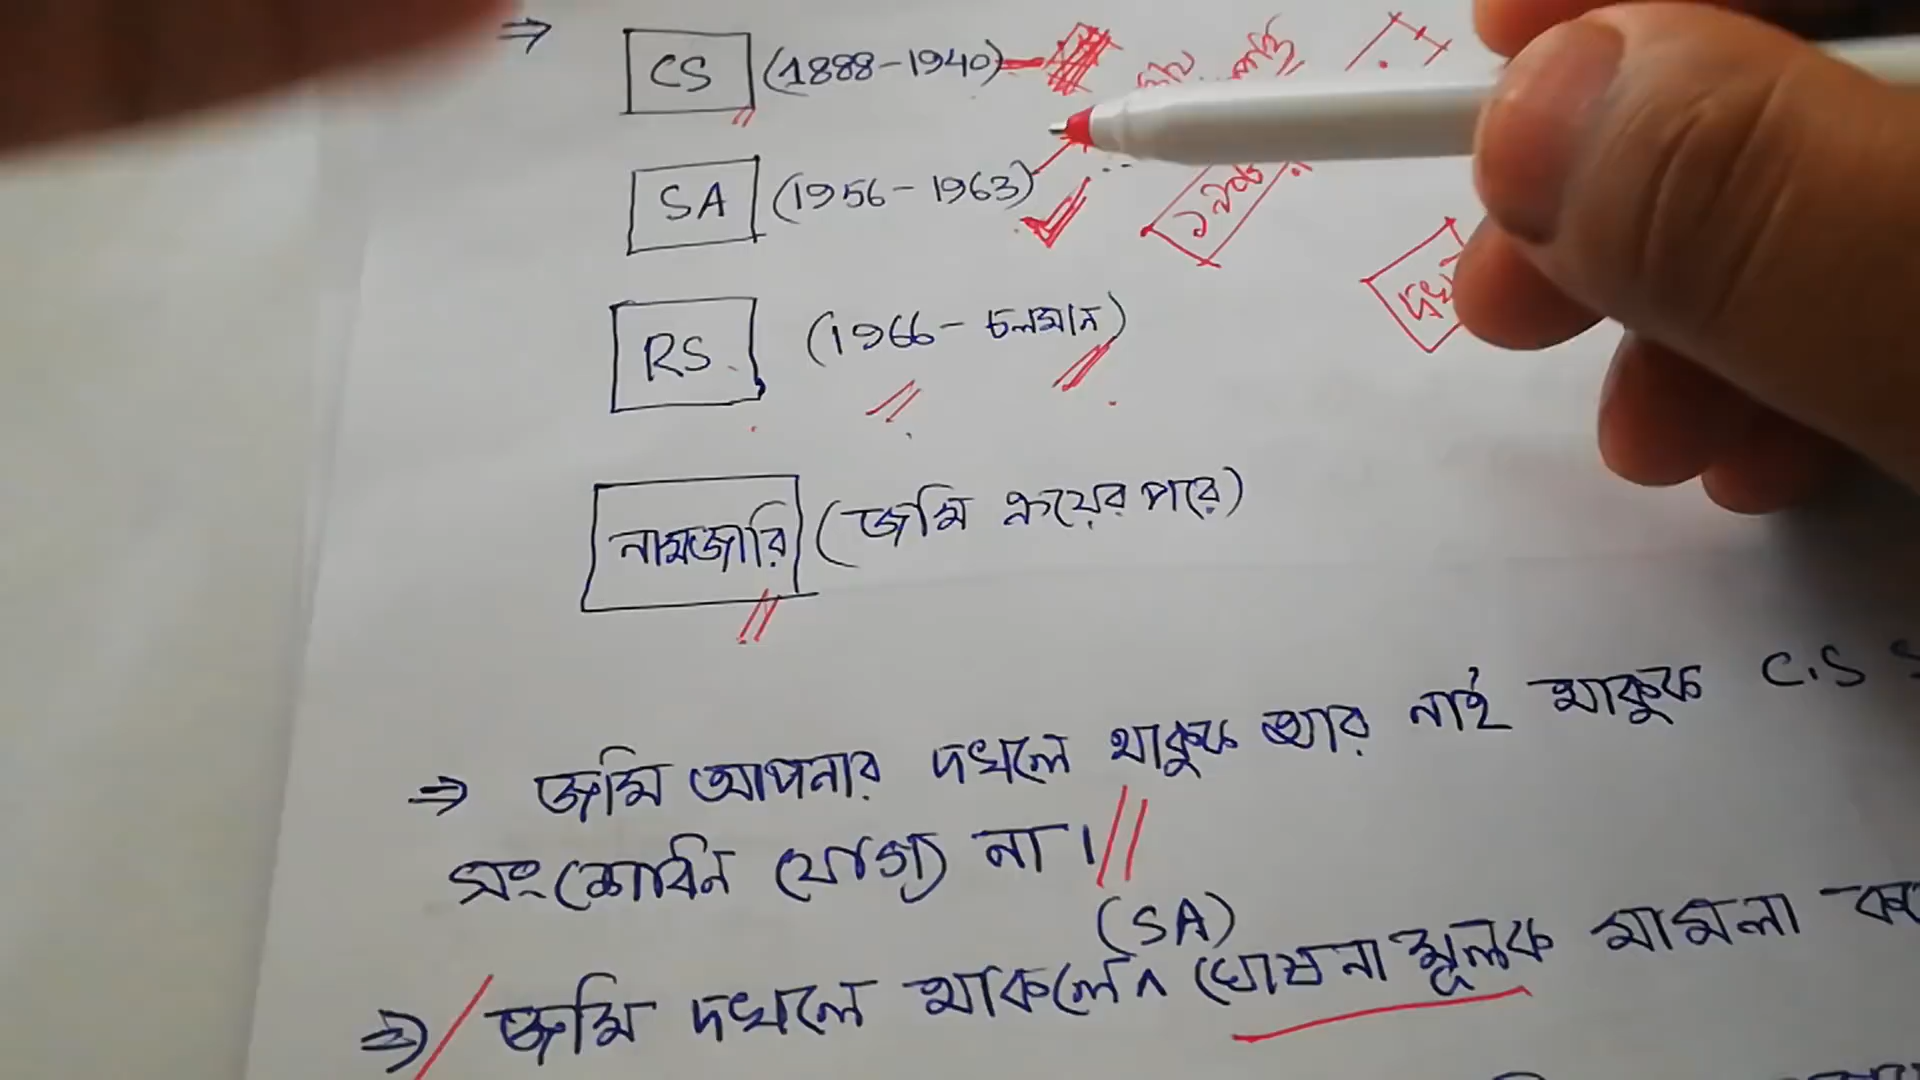 ⇒ CS (1888-1940)
SA (1956-1963)
RS (1966- চলমান)
নামজারি (জমি ক্রয়ের পরে)
⇒ জমি আপনার দখলে থাকুক আর নাই থাকুক C.S
সংশোধন যোগ্য না।
(SA)
⇒ জমি দখলে থাকলে ^ ঘোষনা মূলক মামলা